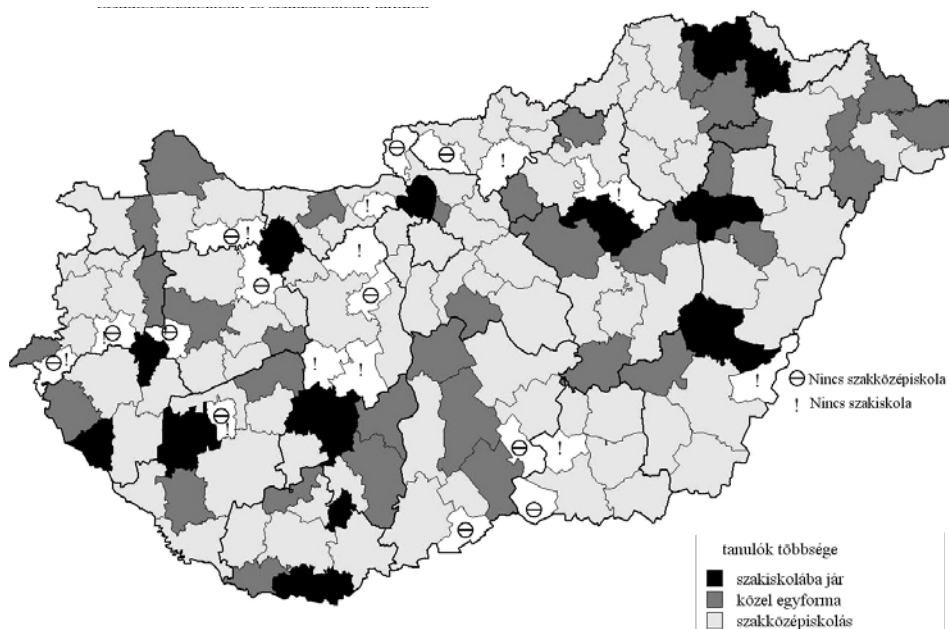 ⊖ Nincs szakközépiskola
! Nincs szakiskola
tanulók többsége
szakiskolába jár
közel egyforma
szakközépiskolás